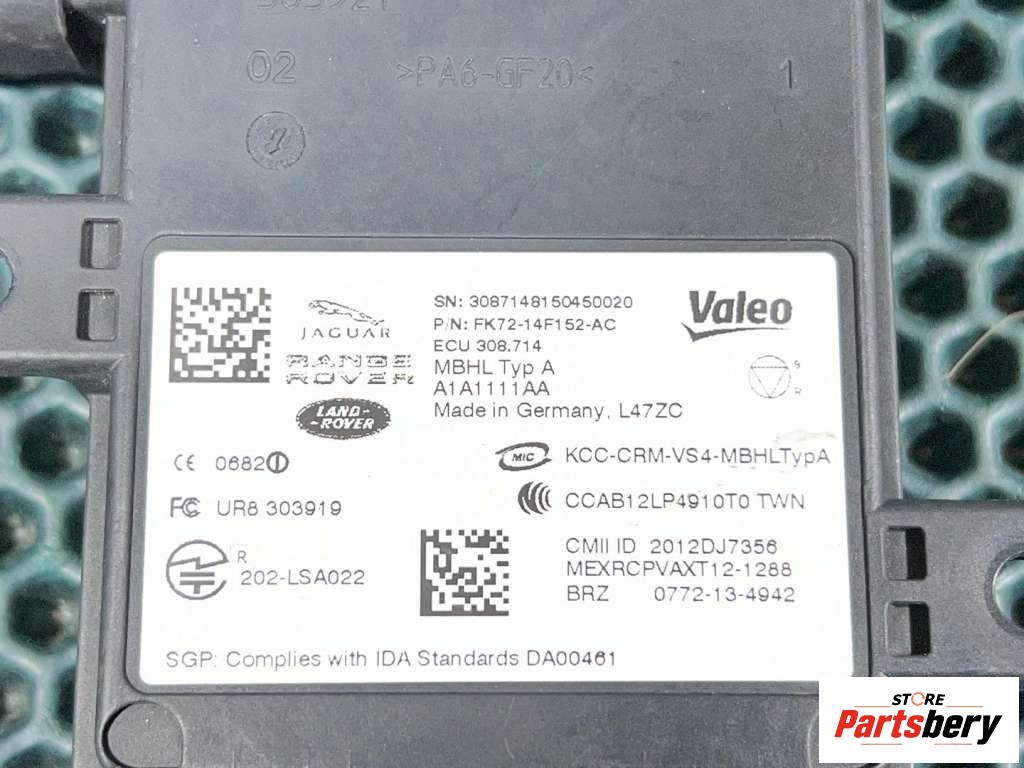 02 >PA6-GF20< 1
JAGUAR
RANGE
ROVER
LAND-
-ROVER
SN: 3087148150450020
P/N: FK72-14F152-AC
ECU 308.714
MBHL Typ A
A1A1111AA
Made in Germany, L47ZC
Valeo
CE 0682
FC UR8 303919
R
202-LSA022
MIC KCC-CRM-VS4-MBHLTypA
CCAB12LP4910T0 TWN
CMII ID 2012DJ7356
MEXRCPVAXT12-1288
BRZ 0772-13-4942
SGP: Complies with IDA Standards DA00461
STORE
Partsbery